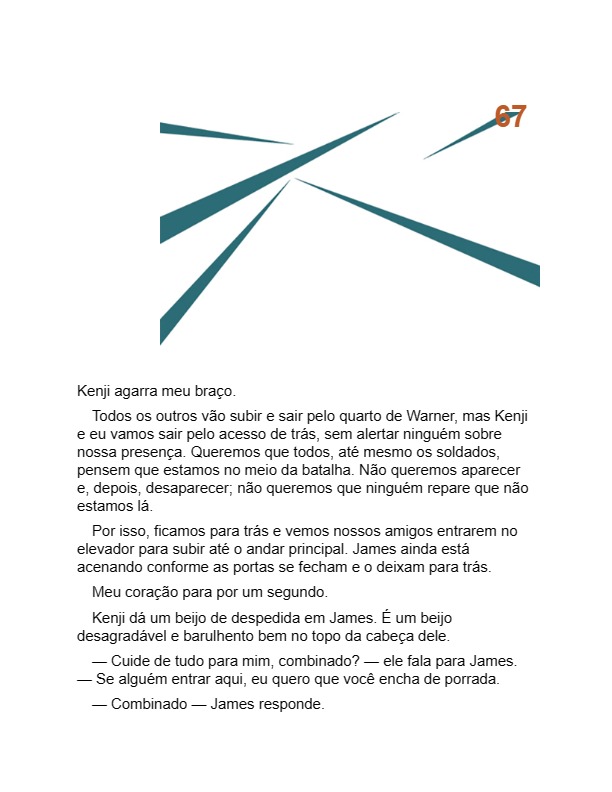 67
Kenji agarra meu braço.
Todos os outros vão subir e sair pelo quarto de Warner, mas Kenji
e eu vamos sair pelo acesso de trás, sem alertar ninguém sobre
nossa presença. Queremos que todos, até mesmo os soldados,
pensem que estamos no meio da batalha. Não queremos aparecer
e, depois, desaparecer; não queremos que ninguém repare que não
estamos lá.
Por isso, ficamos para trás e vemos nossos amigos entrarem no
elevador para subir até o andar principal. James ainda está
acenando conforme as portas se fecham e o deixam para trás.
Meu coração para por um segundo.
Kenji dá um beijo de despedida em James. É um beijo
desagradável e barulhento bem no topo da cabeça dele.
— Cuide de tudo para mim, combinado? — ele fala para James.
— Se alguém entrar aqui, eu quero que você encha de porrada.
— Combinado — James responde.